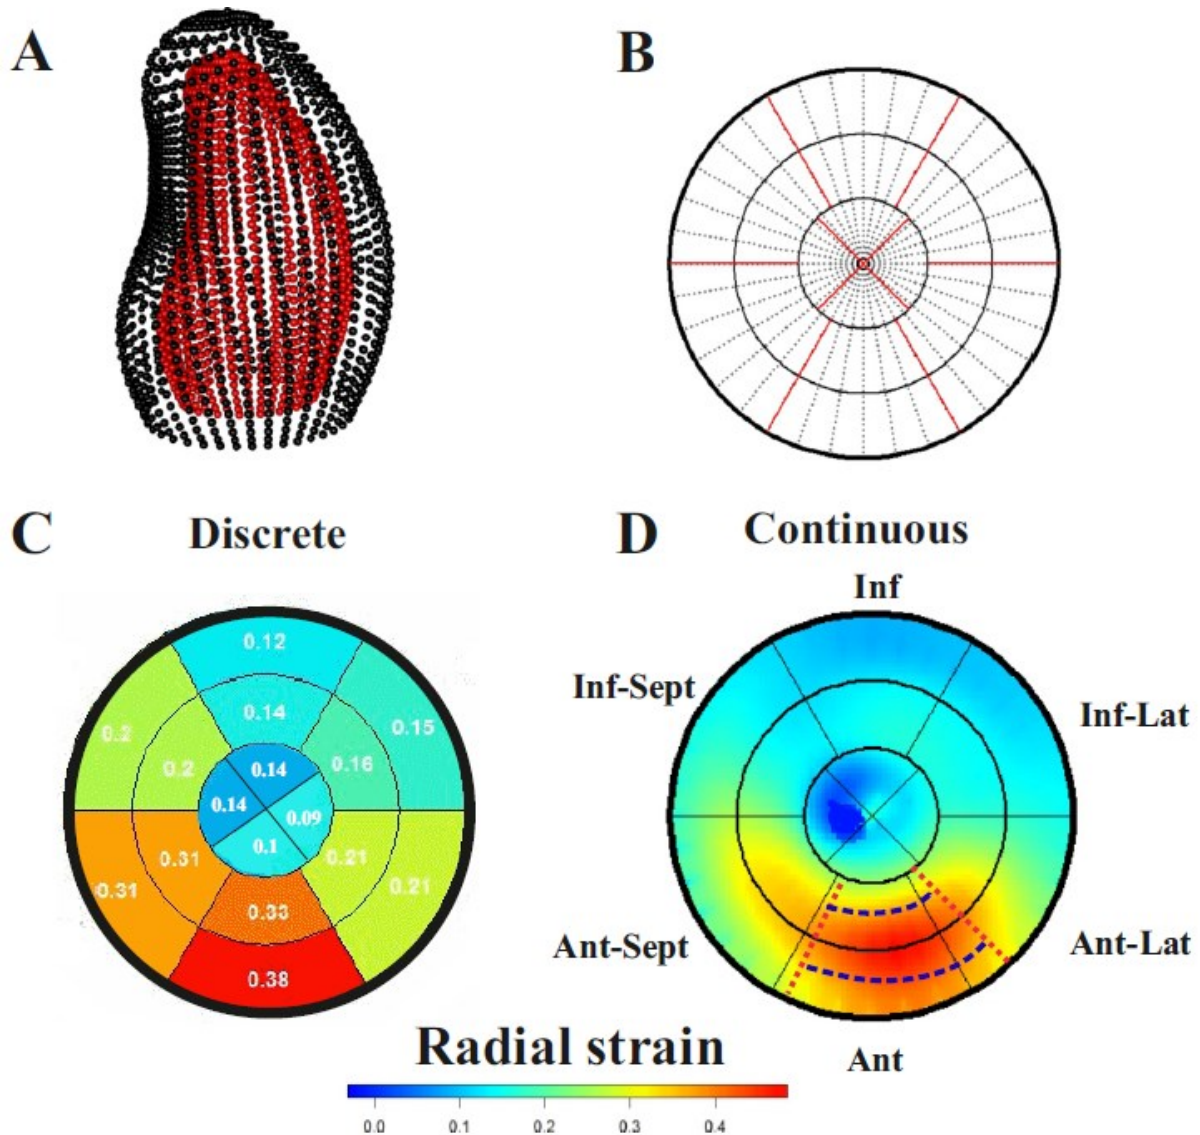 A
B
C
Discrete
D
Continuous
Inf
Inf-Sept
Inf-Lat
Ant-Sept
Ant-Lat
Ant
0.12
0.14
0.2
0.15
0.2
0.16
0.14
0.14
0.09
0.1
0.31
0.31
0.21
0.21
0.33
0.38
Radial strain
0.0 0.1 0.2 0.3 0.4